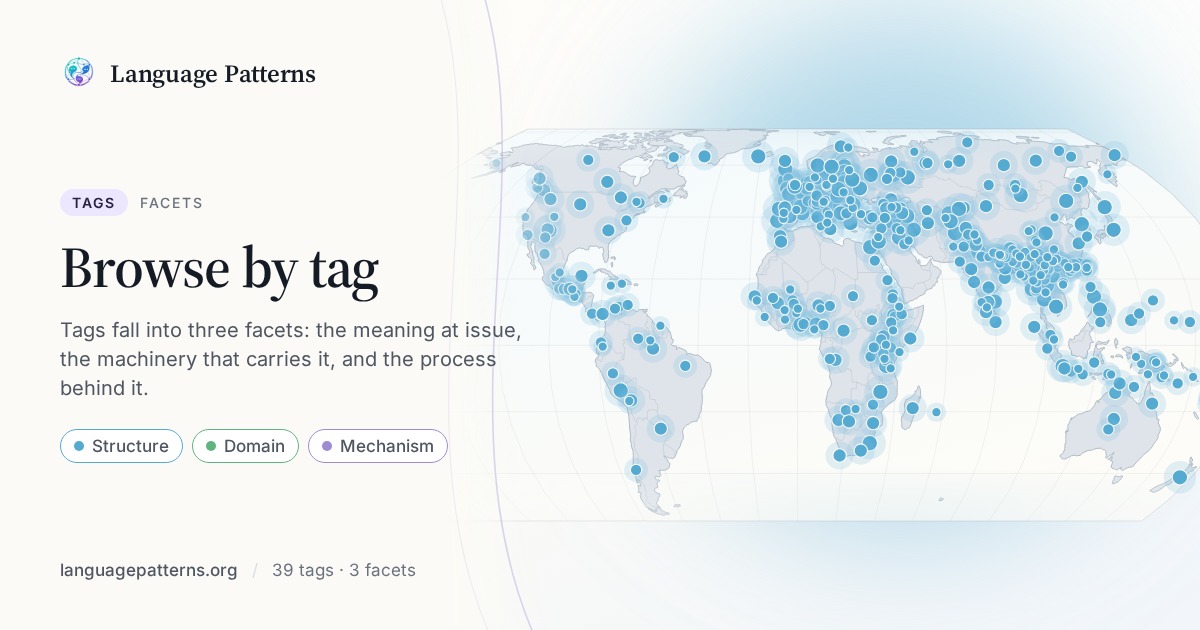 Language Patterns
TAGS FACETS
Browse by tag
Tags fall into three facets: the meaning at issue,
the machinery that carries it, and the process
behind it.
Structure Domain Mechanism
languagepatterns.org / 39 tags · 3 facets